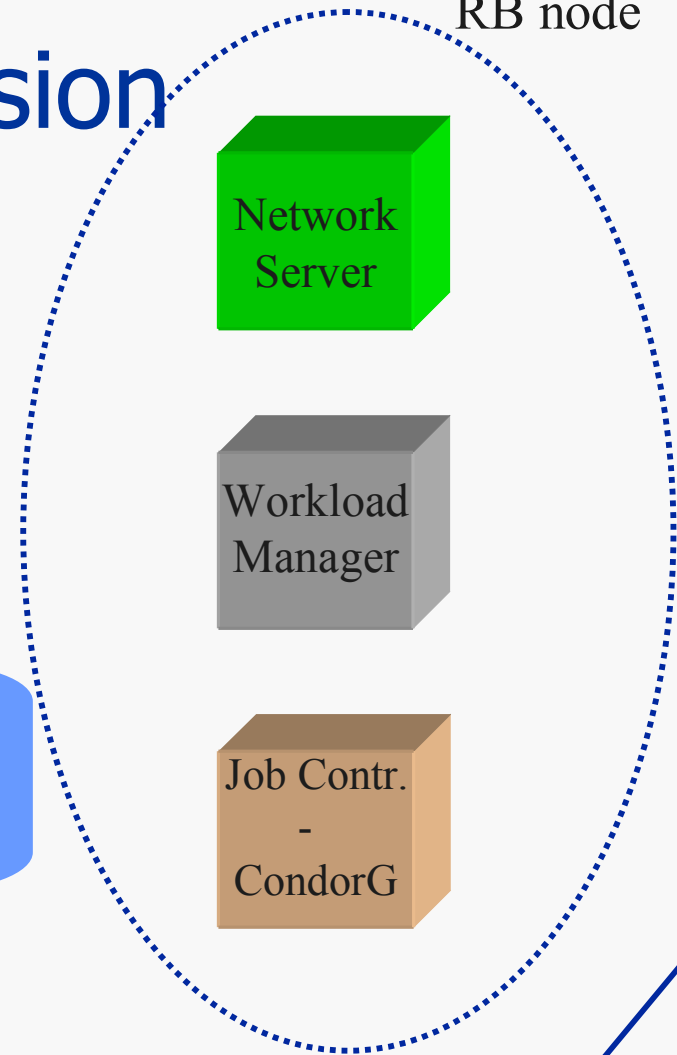 RB node
sion
Network
Server
Workload
Manager
Job Contr.
-
CondorG